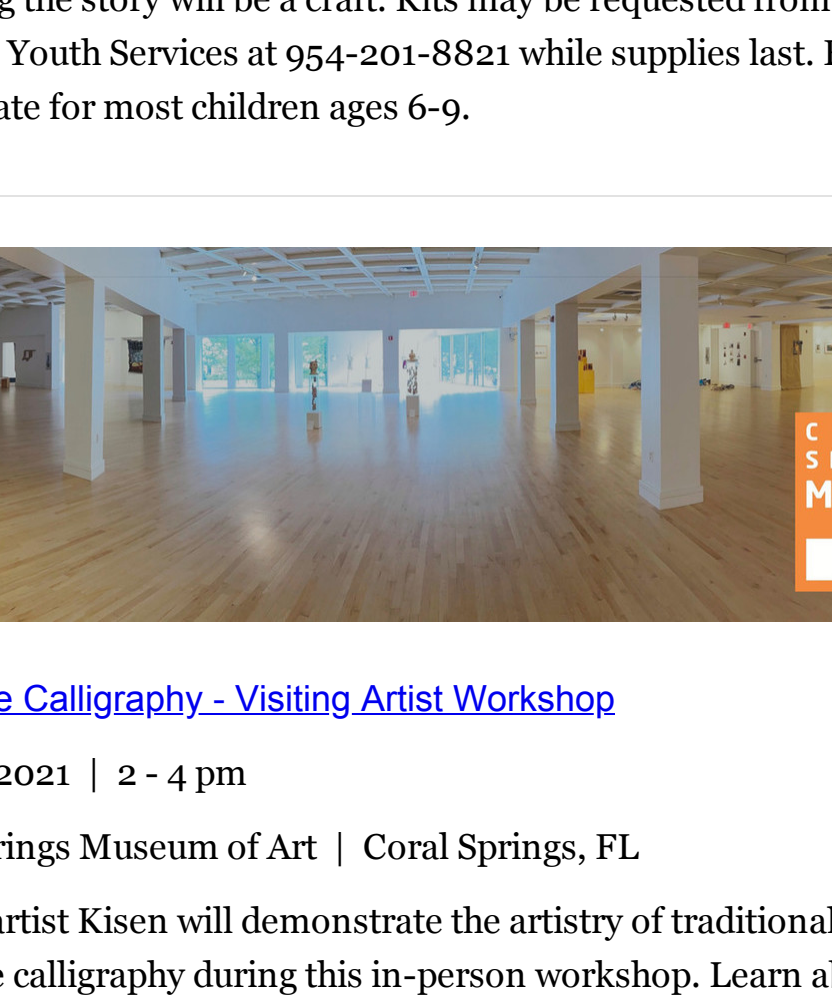 the story will be a craft. Kits may be requested from
Youth Services at 954-201-8821 while supplies last.
for most children ages 6-9.
C
S
M
Calligraphy - Visiting Artist Workshop
2021 | 2 - 4 pm
Museum of Art | Coral Springs, FL
artist Kisen will demonstrate the artistry of traditional
calligraphy during this in-person workshop. Learn